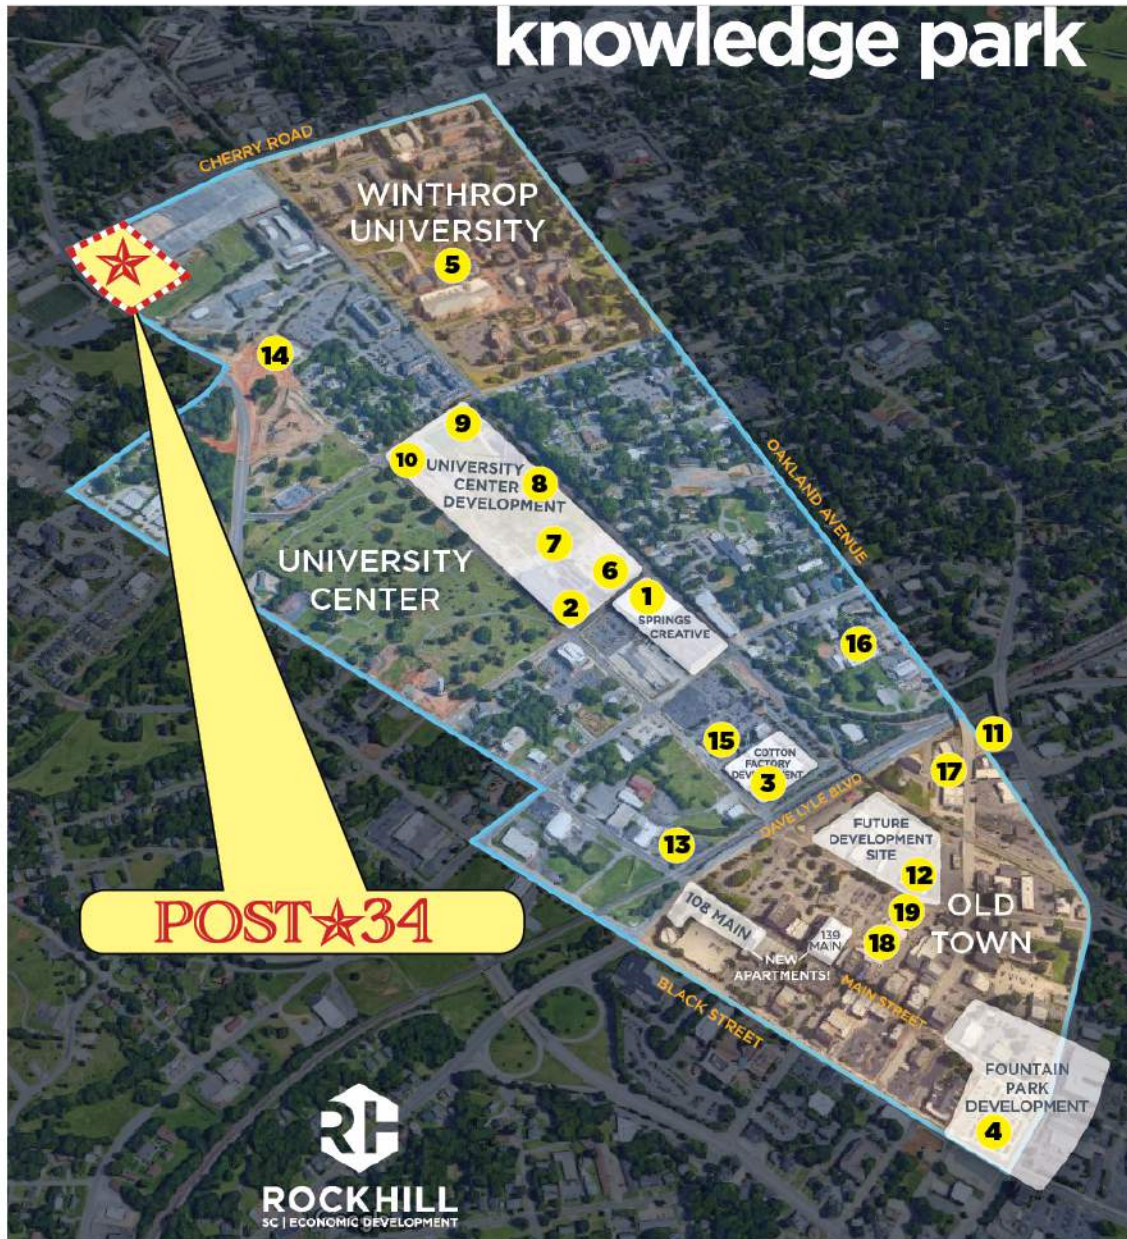 knowledge park
CHERRY ROAD
WINTHROP
UNIVERSITY
5
14
9
10
UNIVERSITY
CENTER
DEVELOPMENT
8
7
OAKLAND AVENUE
UNIVERSITY
CENTER
6
2
1
SPRINGS
CREATIVE
16
15
COTTON
FACTORY
DEVELOPMENT
3
11
17
DAVE LYLE BLVD
13
FUTURE
DEVELOPMENT
SITE
12
108 MAIN
139
MAIN
NEW
APARTMENTS!
19
18
OLD
TOWN
POST 34
MAIN STREET
BLACK STREET
FOUNTAIN
PARK
DEVELOPMENT
4
RH
ROCK HILL
SC | ECONOMIC DEVELOPMENT